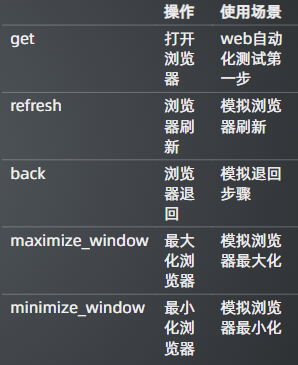 操作 使用场景
get 打开 web自动
浏览 化测试第
器 一步
refresh 浏览 模拟浏览
器刷 器刷新
新
back 浏览 模拟退回
器退 步骤
回
maximize_window 最大 模拟浏览
化浏 器最大化
览器
minimize_window 最小 模拟浏览
化浏 器最小化
览器